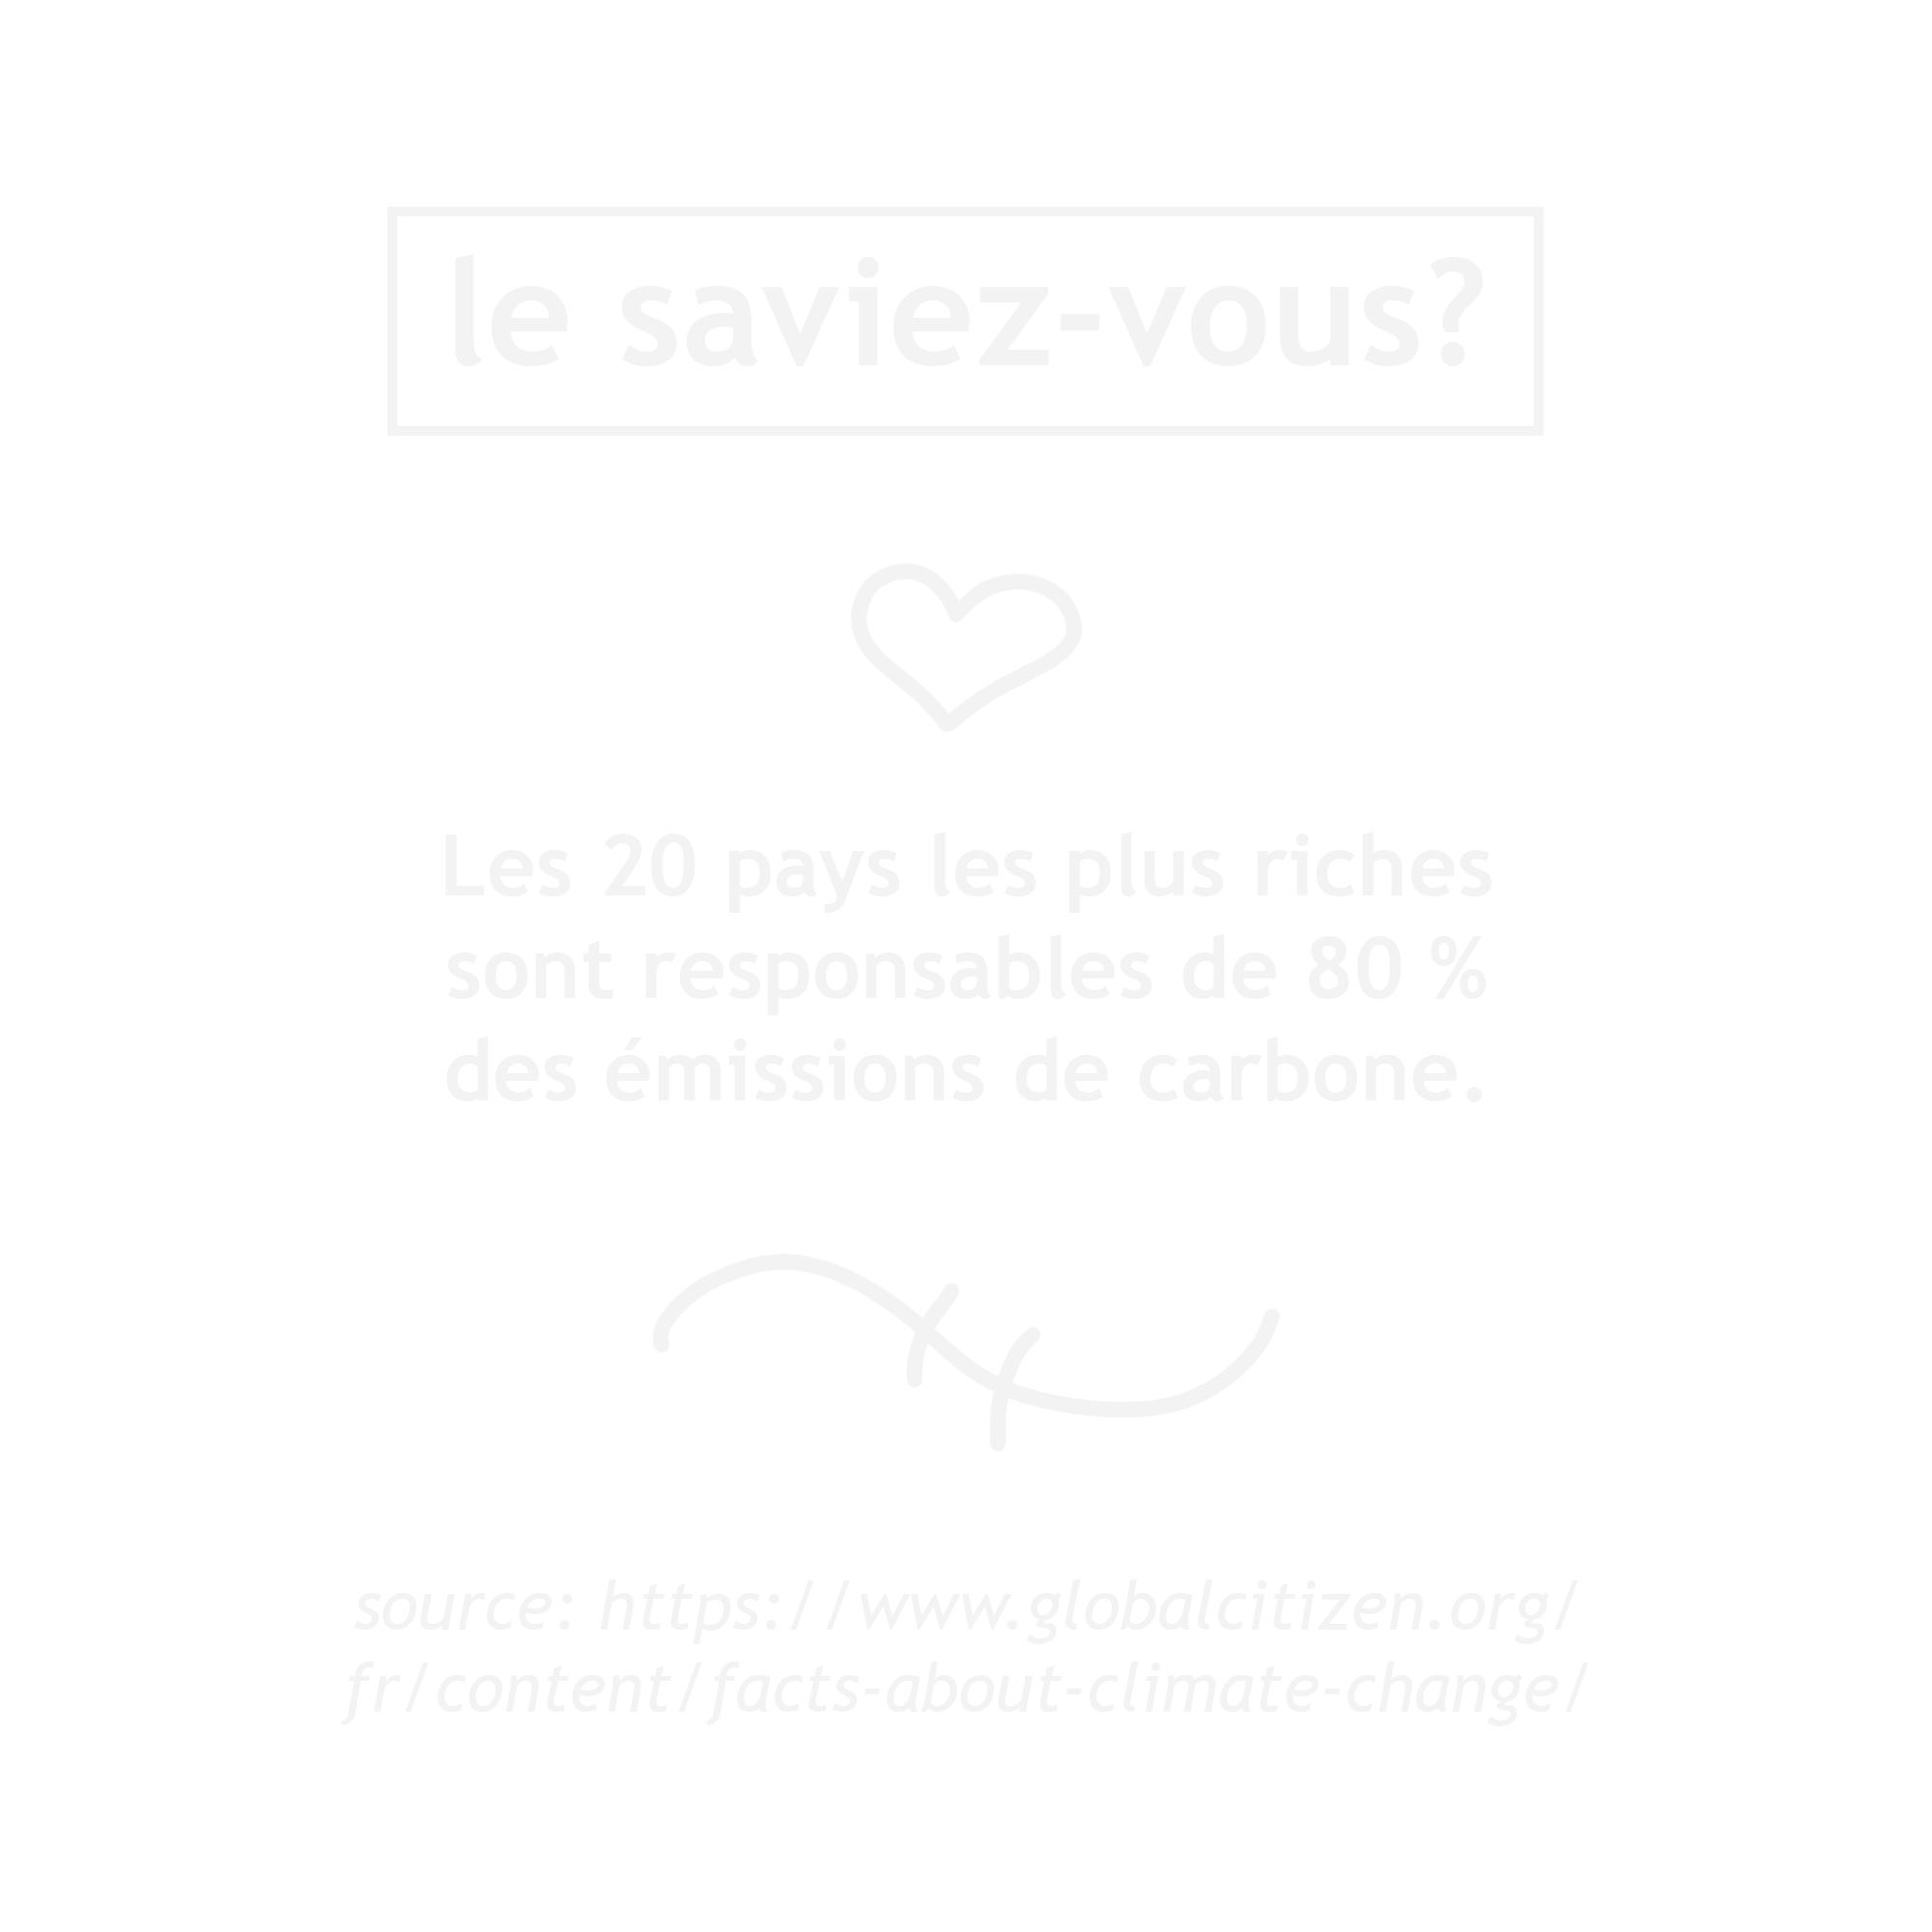 le saviez-vous?
Les 20 pays les plus riches
sont responsables de 80 %
des émissions de carbone.
source: https://www.globalcitizen.org/
fr/content/facts-about-climate-change/